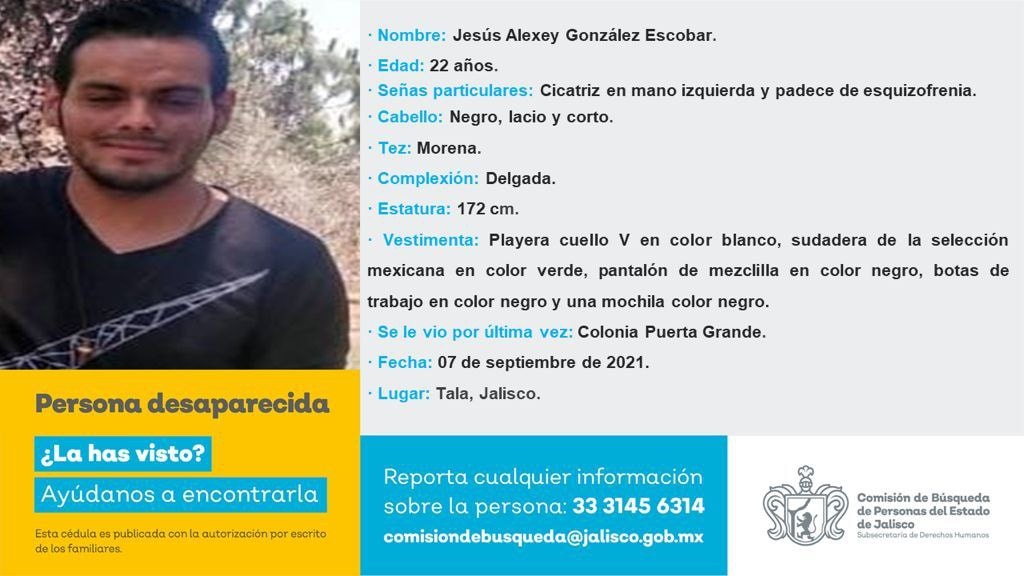 · Nombre: Jesús Alexey González Escobar.
· Edad: 22 años.
· Señas particulares: Cicatriz en mano izquierda y padece de esquizofrenia.
· Cabello: Negro, lacio y corto.
· Tez: Morena.
· Complexión: Delgada.
· Estatura: 172 cm.
· Vestimenta: Playera cuello V en color blanco, sudadera de la selección
mexicana en color verde, pantalón de mezclilla en color negro, botas de
trabajo en color negro y una mochila color negro.
· Se le vio por última vez: Colonia Puerta Grande.
· Fecha: 07 de septiembre de 2021.
· Lugar: Tala, Jalisco.
Persona desaparecida
¿La has visto?
Ayúdanos a encontrarla
Esta cédula es publicada con la autorización por escrito
de los familiares.
Reporta cualquier información
sobre la persona: 33 3145 6314
comisiondebusqueda@jalisco.gob.mx
Comisión de Búsqueda
de Personas del Estado
de Jalisco
Subsecretaría de Derechos Humanos